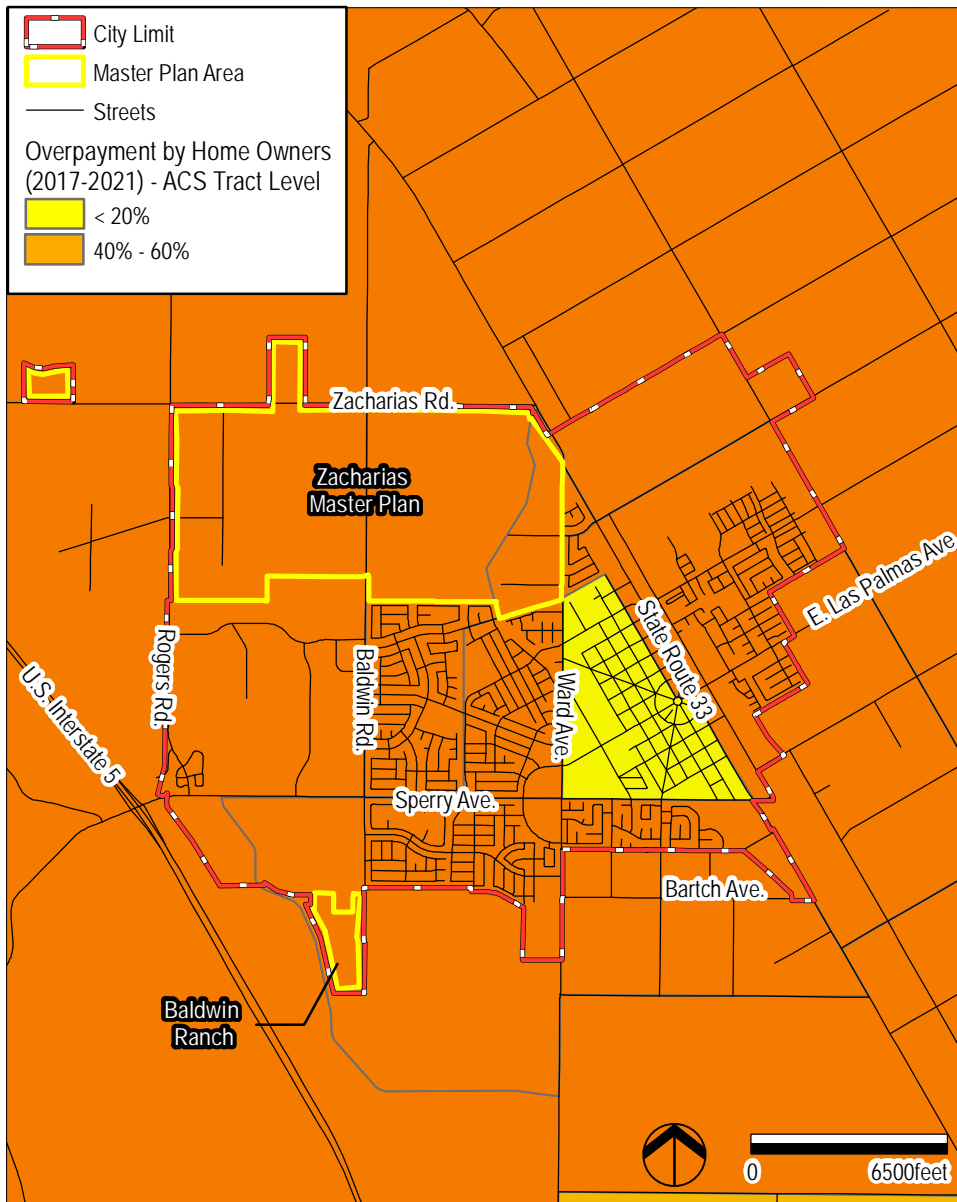 City Limit
Master Plan Area
Streets
Overpayment by Home Owners
(2017-2021) - ACS Tract Level
< 20%
40% - 60%
Zacharias Rd.
Zacharias
Master Plan
E. Las Palmas Ave
State Route 33
Rogers Rd.
Baldwin Rd.
Ward Ave.
U.S. Interstate 5
Sperry Ave.
Bartch Ave.
Baldwin
Ranch
0 6500feet